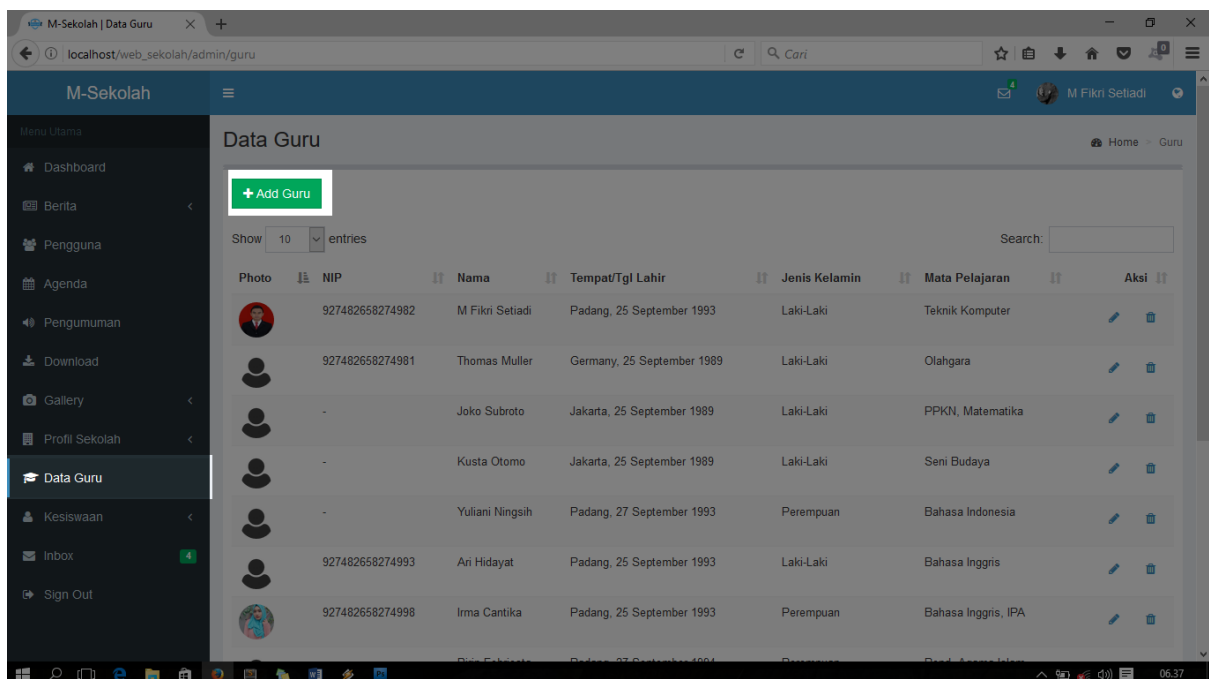 M-Sekolah | Data Guru
localhost/web_sekolah/admin/guru
Cari
0
M-Sekolah
4
M Fikri Setiadi
Menu Utama
Data Guru
Home > Guru
Dashboard
Berita
Pengguna
Agenda
Pengumuman
Download
Gallery
Profil Sekolah
Data Guru
Kesiswaan
Inbox 4
Sign Out
Add Guru
Show 10 entries
Search:
Photo NIP Nama Tempat/Tgl Lahir Jenis Kelamin Mata Pelajaran Aksi
927482658274982 M Fikri Setiadi Padang, 25 September 1993 Laki-Laki Teknik Komputer
927482658274981 Thomas Muller Germany, 25 September 1989 Laki-Laki Olahgara
- Joko Subroto Jakarta, 25 September 1989 Laki-Laki PPKN, Matematika
- Kusta Otomo Jakarta, 25 September 1989 Laki-Laki Seni Budaya
- Yuliani Ningsih Padang, 27 September 1993 Perempuan Bahasa Indonesia
927482658274993 Ari Hidayat Padang, 25 September 1993 Laki-Laki Bahasa Inggris
927482658274998 Irma Cantika Padang, 25 September 1993 Perempuan Bahasa Inggris, IPA
06.37